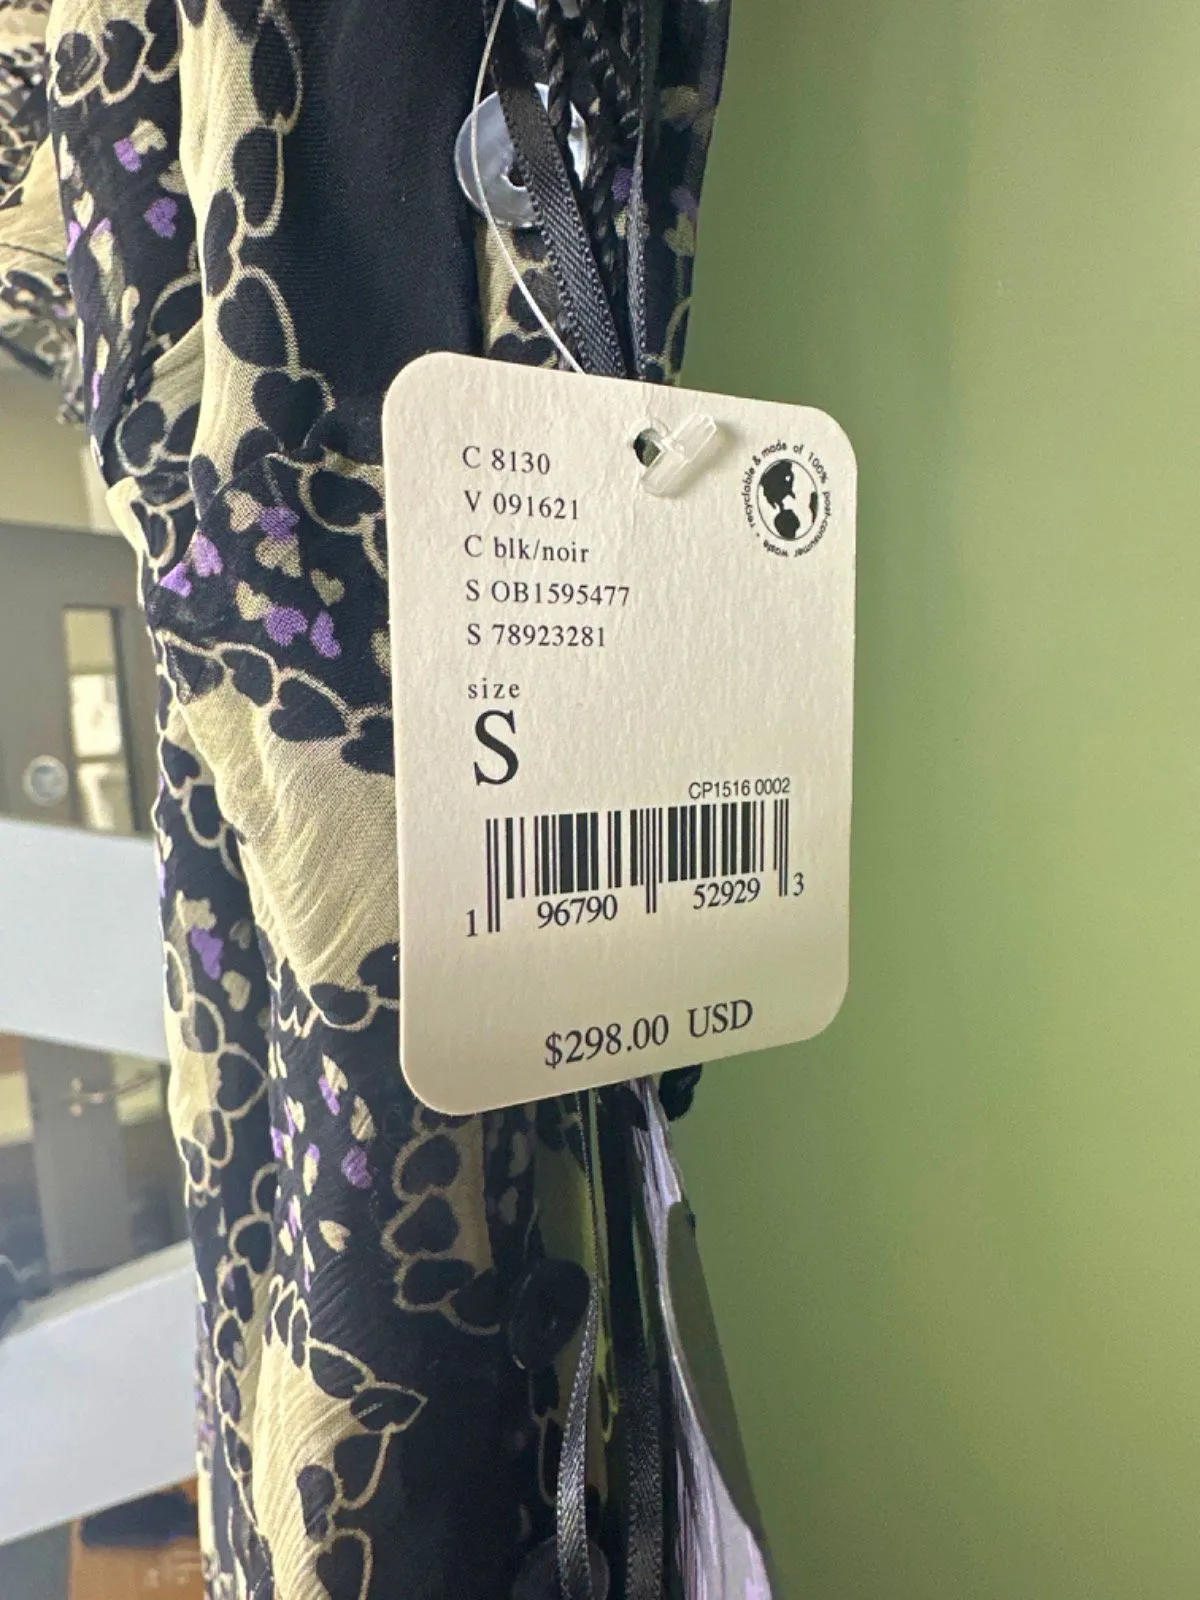 C 8130
V 091621
C blk/noir
S OB1595477
S 78923281
recyclable & made of 100% post-consumer waste •
size
S
CP1516 0002
1 96790 52929 3
$298.00 USD